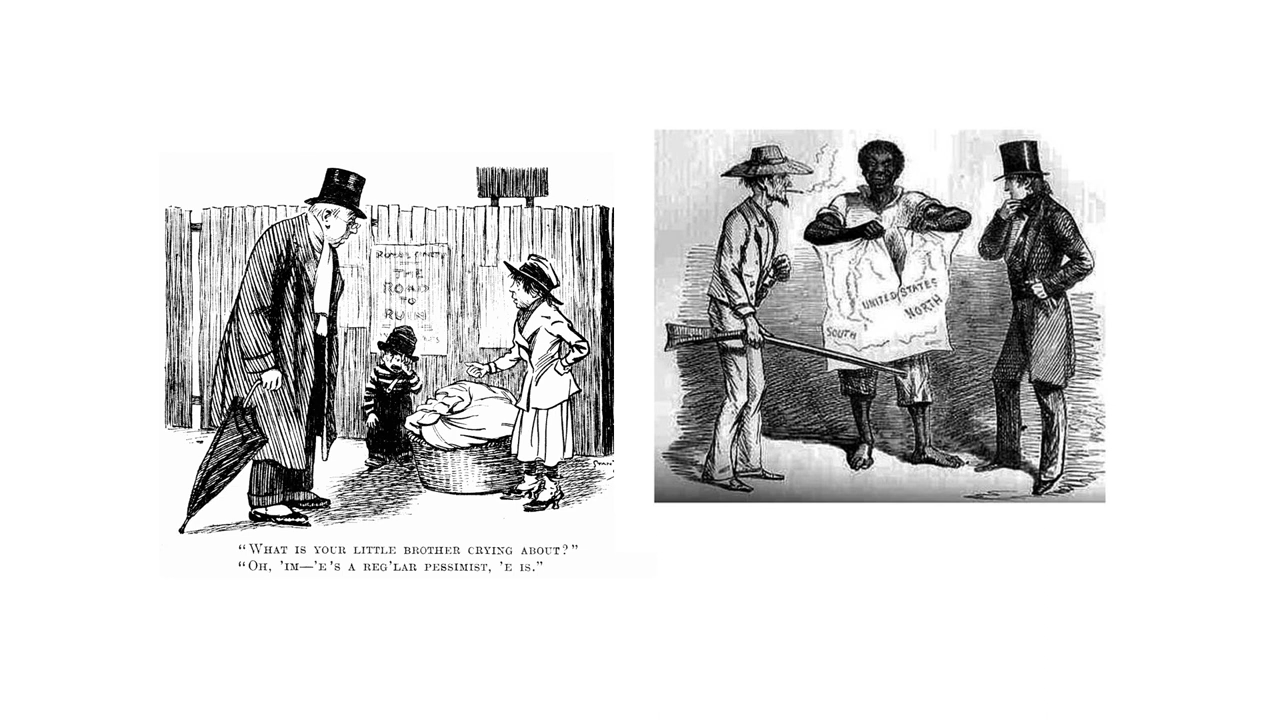 THE
ROAD
TO
RUIN
"WHAT IS YOUR LITTLE BROTHER CRYING ABOUT?"
"OH, 'IM—'E'S A REG'LAR PESSIMIST, 'E IS."
UNITED STATES
NORTH
SOUTH